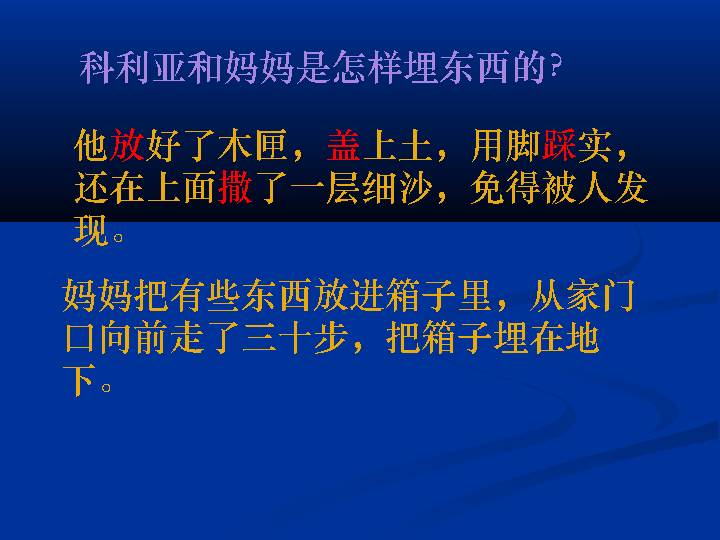 科利亚和妈妈是怎样埋东西的?
他放好了木匣，盖上土，用脚踩实，
还在上面撒了一层细沙，免得被人发
现。
妈妈把有些东西放进箱子里，从家门
口向前走了三十步，把箱子埋在地
下。